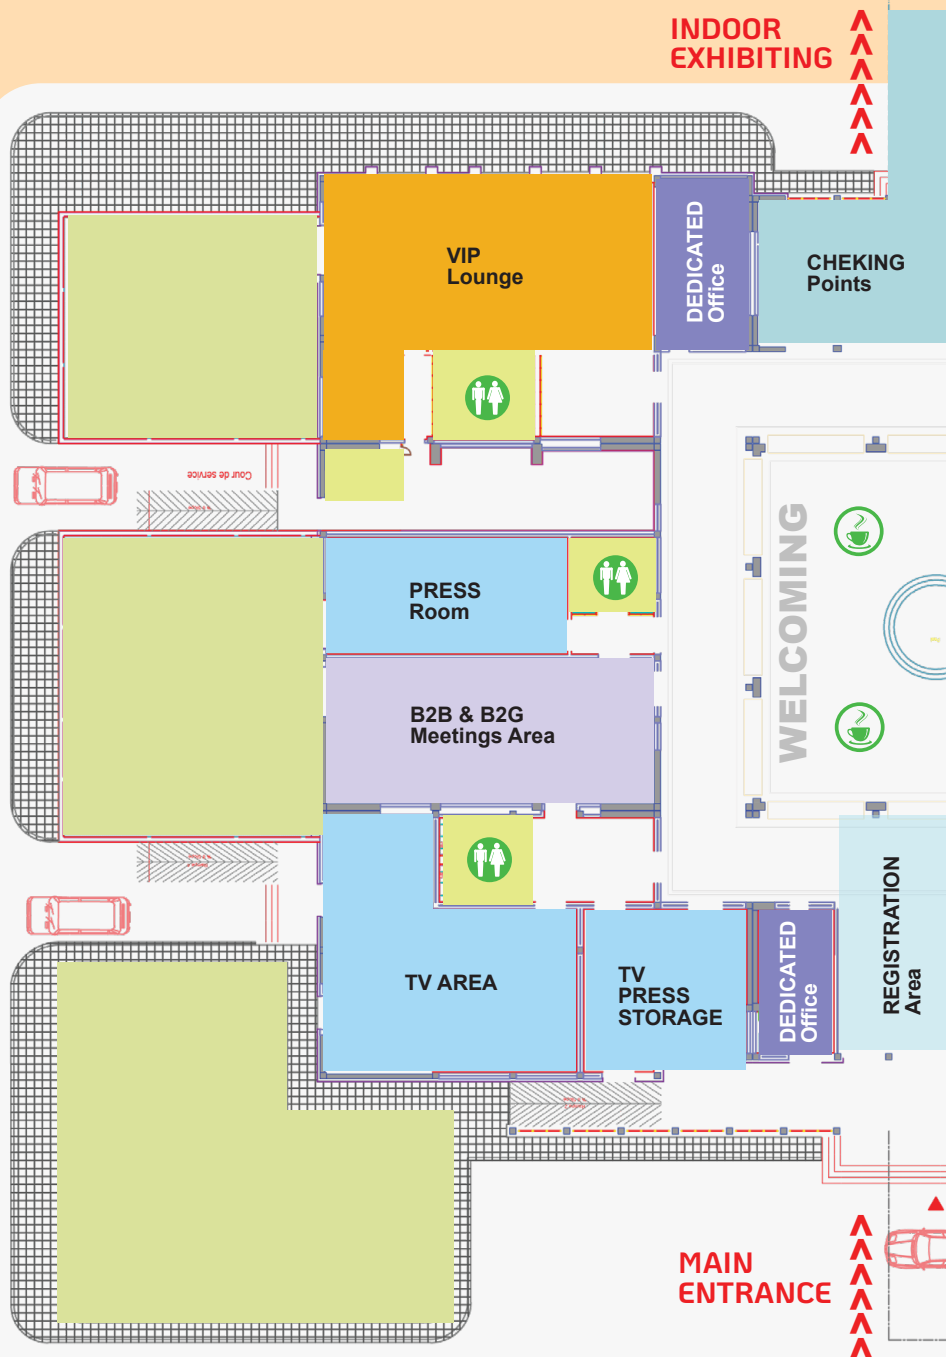 INDOOR
EXHIBITING
VIP
Lounge
DEDICATED
Office
CHEKING
Points
Cour de service
WELCOMING
PRESS
Room
B2B & B2G
Meetings Area
TV AREA
TV
PRESS
STORAGE
DEDICATED
Office
REGISTRATION
Area
MAIN
ENTRANCE